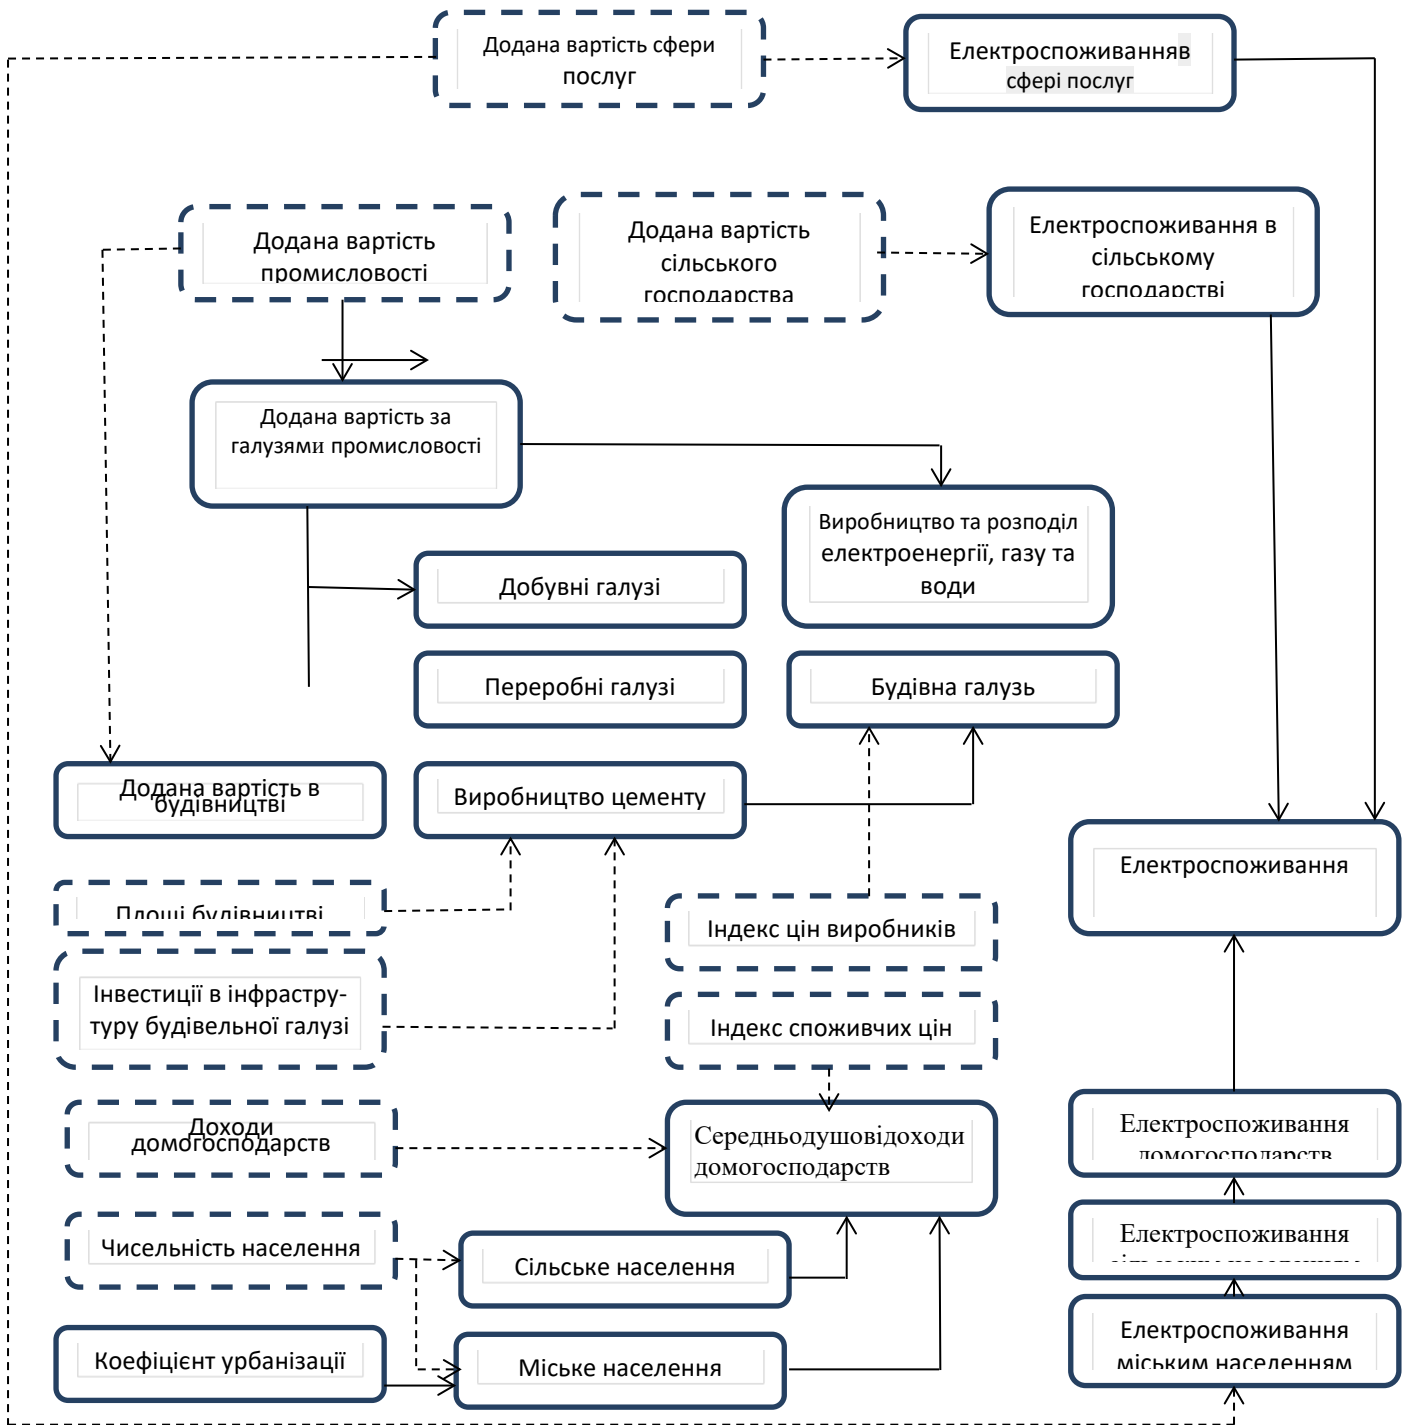 Додана вартість сфери
послуг
Електроспоживанняв
сфері послуг
Додана вартість
промисловості
Додана вартість
сільського
господарства
Електроспоживання в
сільському
господарстві
Додана вартість за
галузями промисловості
Виробництво та розподіл
електроенергії, газу та
води
Добувні галузі
Переробні галузі
Будівна галузь
Додана вартість в
будівництві
Виробництво цементу
Електроспоживання
Площі будівництві
Індекс цін виробників
Інвестиції в інфрастру-
туру будівельної галузі
Індекс споживчих цін
Доходи
домогосподарств
Середньодушовідоходи
домогосподарств
Електроспоживання
домогосподарств
Чисельність населення
Сільське населення
Електроспоживання
сільським населенням
Коефіцієнт урбанізації
Міське населення
Електроспоживання
міським населенням